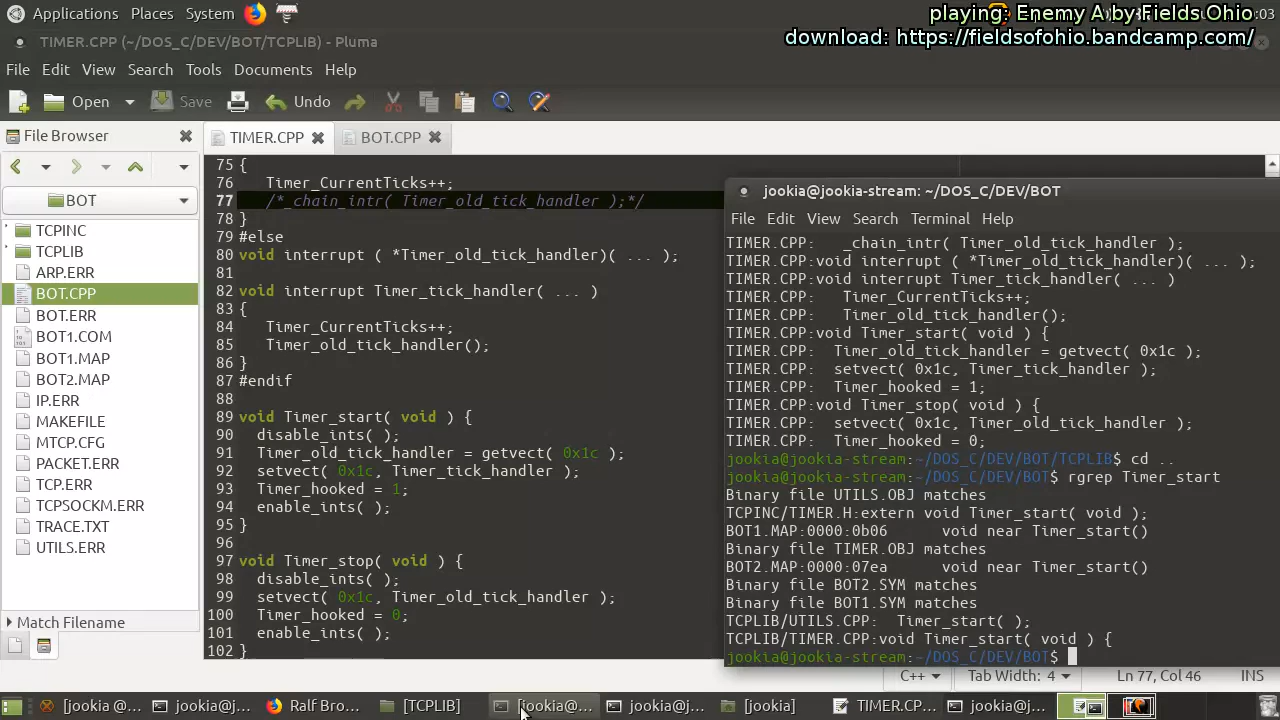 Applications Places System
playing: Enemy A by Fields Ohio
:03
download: https://fieldsofohio.bandcamp.com/
TIMER.CPP (~/DOS_C/DEV/BOT/TCPLIB) - Pluma
File Edit View Search Tools Documents Help
Open Save Undo
File Browser
TIMER.CPP BOT.CPP
BOT
TCPINC
TCPLIB
ARP.ERR
BOT.CPP
BOT.ERR
BOT1.COM
BOT1.MAP
BOT2.MAP
IP.ERR
MAKEFILE
MTCP.CFG
PACKET.ERR
TCP.ERR
TCPSOCKM.ERR
TRACE.TXT
UTILS.ERR
Match Filename
75 {
76 Timer_CurrentTicks++;
77 /*_chain_intr( Timer_old_tick_handler );*/
78 }
79 #else
80 void interrupt ( *Timer_old_tick_handler)( ... );
81
82 void interrupt Timer_tick_handler( ... )
83 {
84 Timer_CurrentTicks++;
85 Timer_old_tick_handler();
86 }
87 #endif
88
89 void Timer_start( void ) {
90 disable_ints( );
91 Timer_old_tick_handler = getvect( 0x1c );
92 setvect( 0x1c, Timer_tick_handler );
93 Timer_hooked = 1;
94 enable_ints( );
95 }
96
97 void Timer_stop( void ) {
98 disable_ints( );
99 setvect( 0x1c, Timer_old_tick_handler );
100 Timer_hooked = 0;
101 enable_ints( );
102 }
jookia@jookia-stream: ~/DOS_C/DEV/BOT
File Edit View Search Terminal Help
TIMER.CPP: _chain_intr( Timer_old_tick_handler );
TIMER.CPP:void interrupt ( *Timer_old_tick_handler)( ... );
TIMER.CPP:void interrupt Timer_tick_handler( ... )
TIMER.CPP: Timer_CurrentTicks++;
TIMER.CPP: Timer_old_tick_handler();
TIMER.CPP:void Timer_start( void ) {
TIMER.CPP: Timer_old_tick_handler = getvect( 0x1c );
TIMER.CPP: setvect( 0x1c, Timer_tick_handler );
TIMER.CPP: Timer_hooked = 1;
TIMER.CPP:void Timer_stop( void ) {
TIMER.CPP: setvect( 0x1c, Timer_old_tick_handler );
TIMER.CPP: Timer_hooked = 0;
jookia@jookia-stream:~/DOS_C/DEV/BOT/TCPLIB$ cd ..
jookia@jookia-stream:~/DOS_C/DEV/BOT$ rgrep Timer_start
Binary file UTILS.OBJ matches
TCPINC/TIMER.H:extern void Timer_start( void );
BOT1.MAP:0000:0b06 void near Timer_start()
Binary file TIMER.OBJ matches
BOT2.MAP:0000:07ea void near Timer_start()
Binary file BOT2.SYM matches
Binary file BOT1.SYM matches
TCPLIB/UTILS.CPP: Timer_start( );
TCPLIB/TIMER.CPP:void Timer_start( void ) {
jookia@jookia-stream:~/DOS_C/DEV/BOT$
C++ Tab Width: 4 Ln 77, Col 46 INS
[jookia @... jookia@j... Ralf Bro... [TCPLIB] [jookia@... jookia@j... [jookia] TIMER.CP... jookia@j...